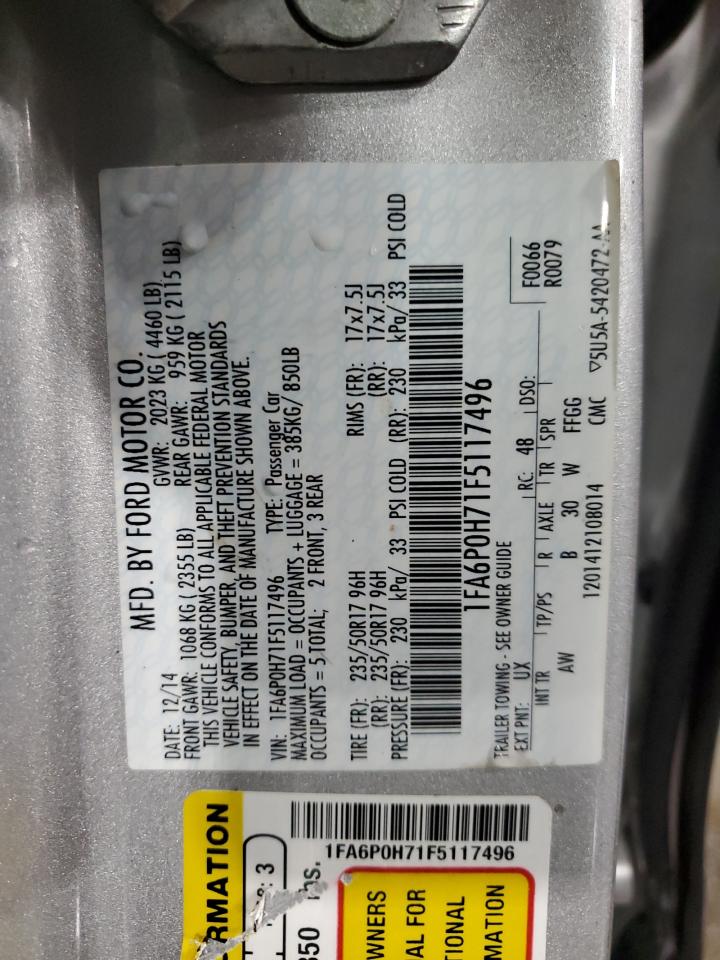 MFD. BY FORD MOTOR CO.
DATE: 12/14 GVWR: 2023 KG ( 4460 LB)
FRONT GAWR: 1068 KG ( 2355 LB) REAR GAWR: 959 KG ( 2115 LB)
THIS VEHICLE CONFORMS TO ALL APPLICABLE FEDERAL MOTOR
VEHICLE SAFETY, BUMPER, AND THEFT PREVENTION STANDARDS
IN EFFECT ON THE DATE OF MANUFACTURE SHOWN ABOVE.
VIN: 1FA6P0H71F5117496 TYPE: Passenger Car
MAXIMUM LOAD = OCCUPANTS + LUGGAGE = 385KG/ 850LB
OCCUPANTS = 5 TOTAL; 2 FRONT, 3 REAR
TIRE (FR): 235/50R17 96H RIMS (FR): 17x7.5J
(RR): 235/50R17 96H (RR): 17x7.5J
PRESSURE (FR): 230 kPa/ 33 PSI COLD (RR): 230 kPa/ 33 PSI COLD
1FA6P0H71F5117496
TRAILER TOWING - SEE OWNER GUIDE F0066
EXT PNT: UX RC: 48 DSO: R0079
INT TR TP/PS R AXLE TR SPR
AW B 30 W FFGG
1201412108014 CMC ▽5U5A-5420472-AA
RMATION
3
350
1FA6P0H71F5117496
WNERS
AL FOR
TIONAL
MATION